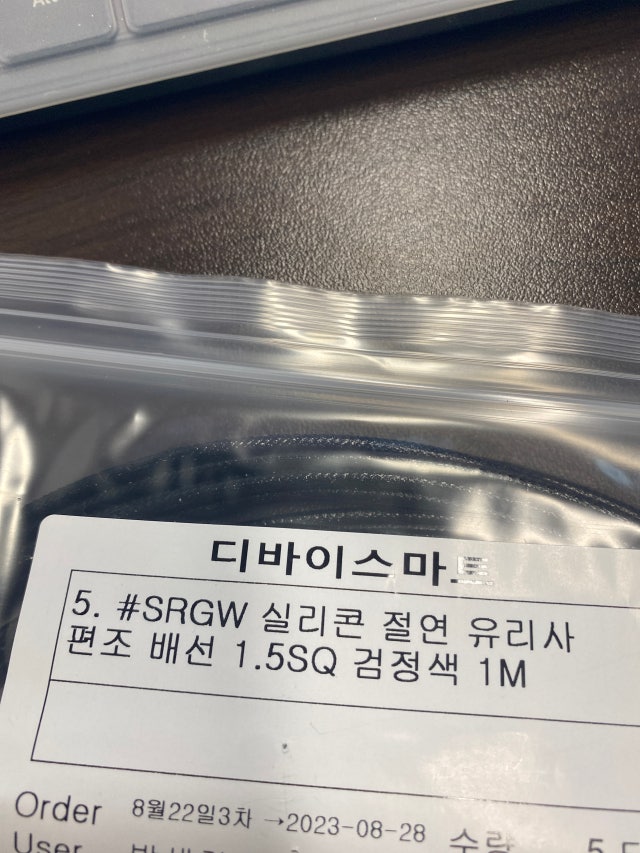 디바이스마트
5. #SRGW 실리콘 절연 유리사
편조 배선 1.5SQ 검정색 1M
Order 8월22일3차 →2023-08-28 수량 5
User